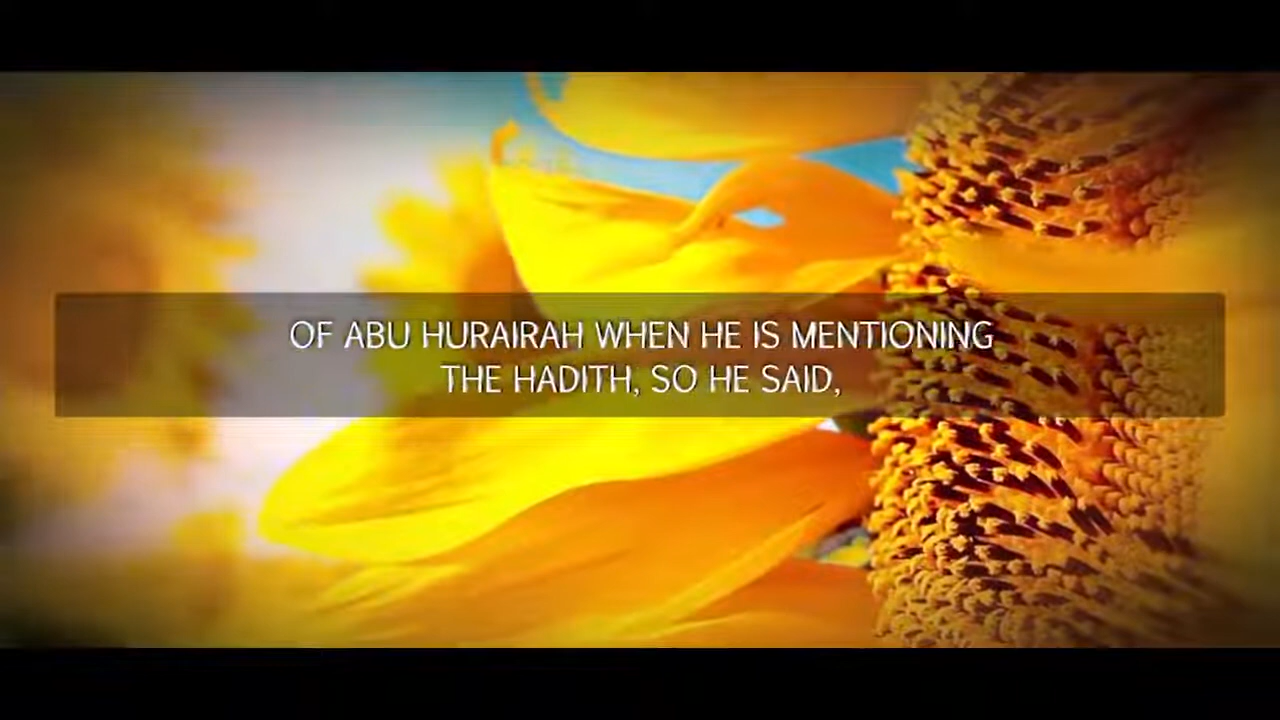 OF ABU HURAIRAH WHEN HE IS MENTIONING
THE HADITH, SO HE SAID,